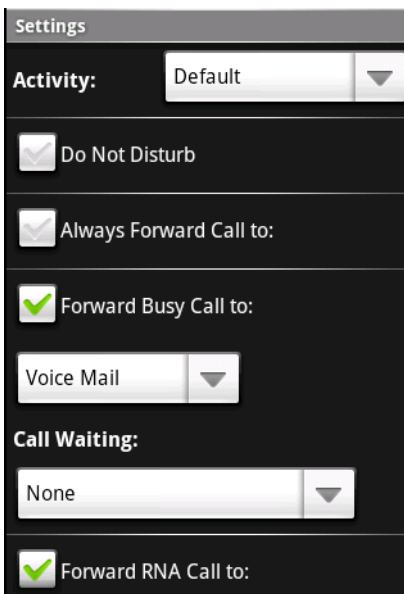 Settings
Activity: Default
Do Not Disturb
Always Forward Call to:
Forward Busy Call to:
Voice Mail
Call Waiting:
None
Forward RNA Call to: